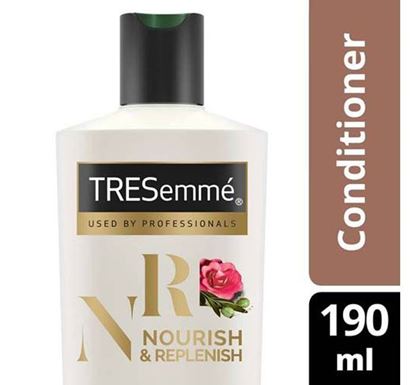 TRESemmé®
USED BY PROFESSIONALS
NR
NOURISH
& REPLENISH
Conditioner
190
ml